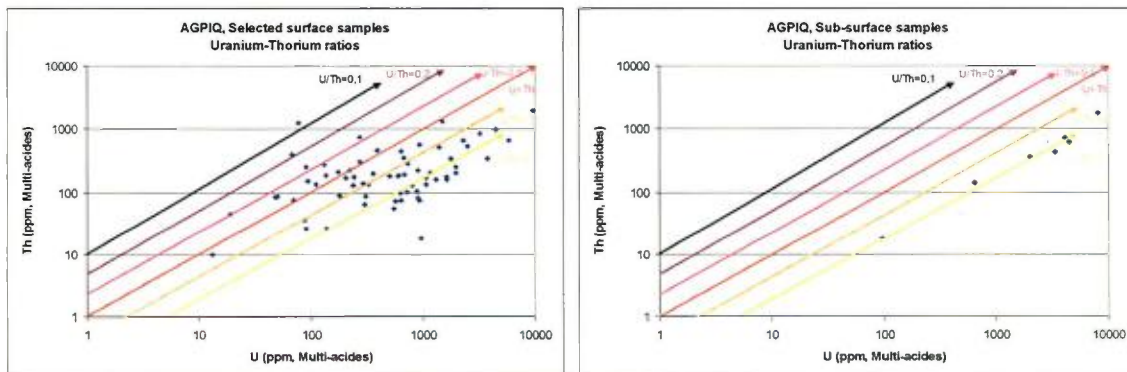 AGPIQ, Selected surface samples
Uranium-Thorium ratios
U/Th=0,1
U/Th=0,2
U=Th
10000
1000
100
10
1
Th (ppm, Multi-acides)
1
10
100
1000
10000
U (ppm, Multi-acides)
AGPIQ, Sub-surface samples
Uranium-Thorium ratios
U/Th=0,1
U/Th=0,2
U=Th
10000
1000
100
10
1
Th (ppm, Multi-acides)
1
10
100
1000
10000
U (ppm, Multi-acides)